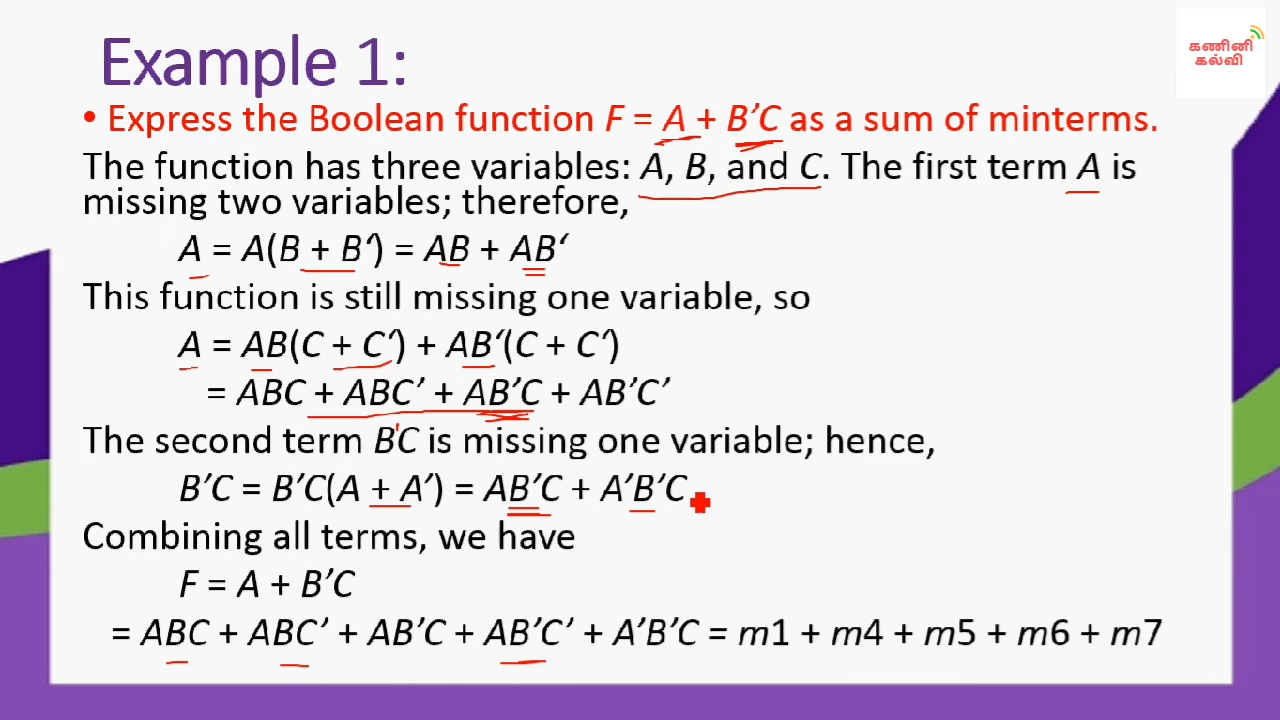 கணினி
கல்வி
Example 1:
• Express the Boolean function F = A + B’C as a sum of minterms.
The function has three variables: A, B, and C. The first term A is
missing two variables; therefore,
A = A(B + B‘) = AB + AB‘
This function is still missing one variable, so
A = AB(C + C‘) + AB‘(C + C‘)
= ABC + ABC’ + AB’C + AB’C’
The second term B'C is missing one variable; hence,
B’C = B’C(A + A’) = AB’C + A’B’C
Combining all terms, we have
F = A + B’C
= ABC + ABC’ + AB’C + AB’C’ + A’B’C = m1 + m4 + m5 + m6 + m7